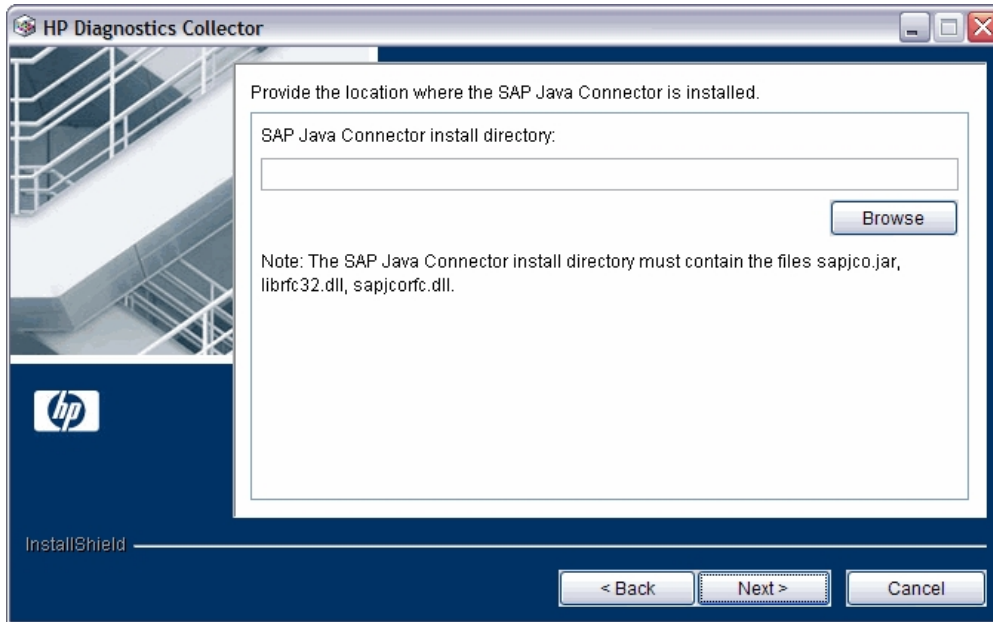 HP Diagnostics Collector
Provide the location where the SAP Java Connector is installed.
SAP Java Connector install directory:
Browse
Note: The SAP Java Connector install directory must contain the files sapjco.jar,
librfc32.dll, sapjcorfc.dll.
hp
InstallShield
< Back
Next >
Cancel